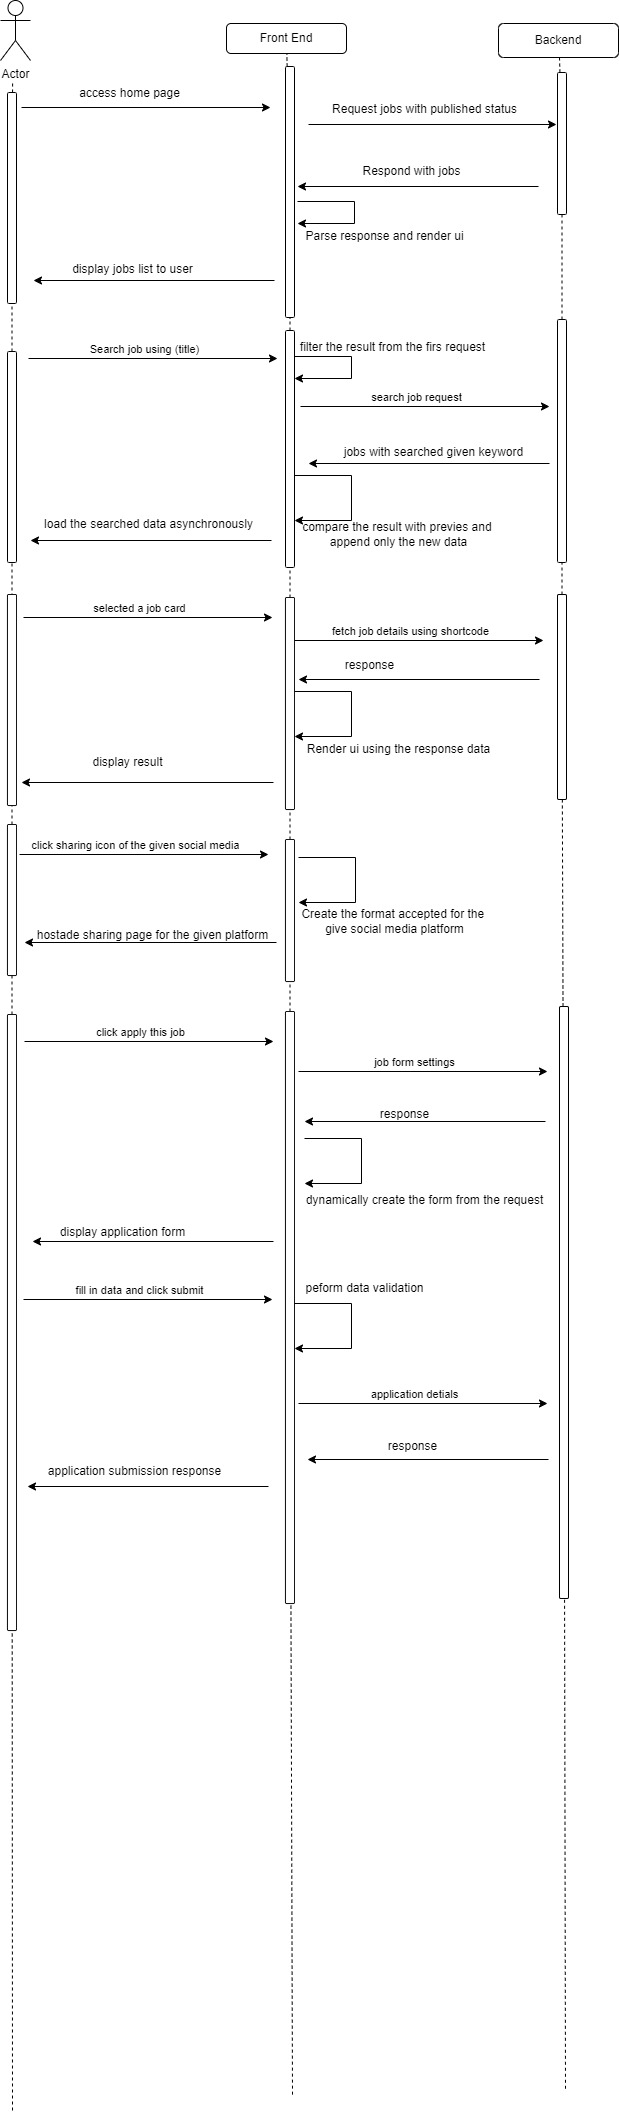 Front End
Backend
Actor
access home page
Request jobs with published status
Respond with jobs
Parse response and render ui
display jobs list to user
Search job using (title)
filter the result from the firs request
search job request
jobs with searched given keyword
load the searched data asynchronously
compare the result with previes and
append only the new data
selected a job card
fetch job details using shortcode
response
Render ui using the response data
display result
click sharing icon of the given social media
Create the format accepted for the
give social media platform
hostade sharing page for the given platform
click apply this job
job form settings
response
dynamically create the form from the request
display application form
fill in data and click submit
peform data validation
application detials
response
application submission response